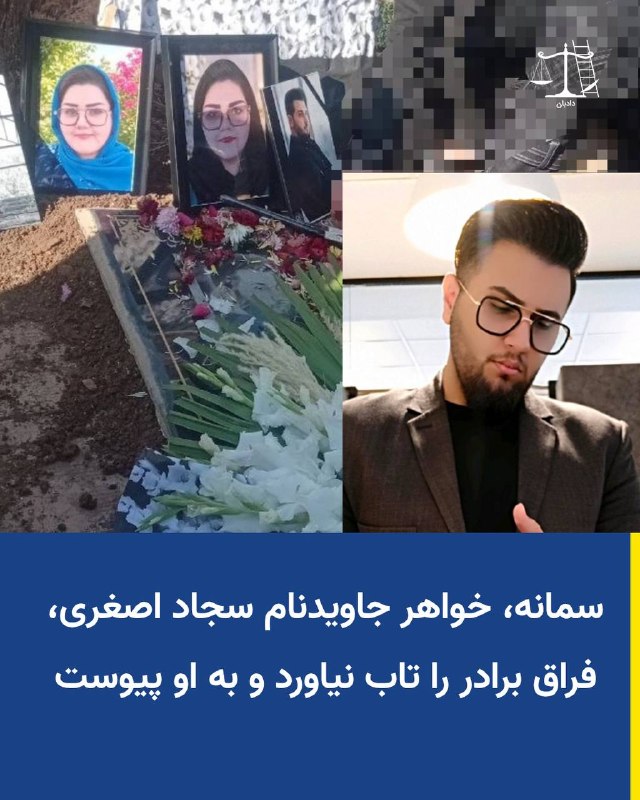 دادبان
سمانه، خواهر جاویدنام سجاد اصغری،
فراق برادر را تاب نیاورد و به او پیوست